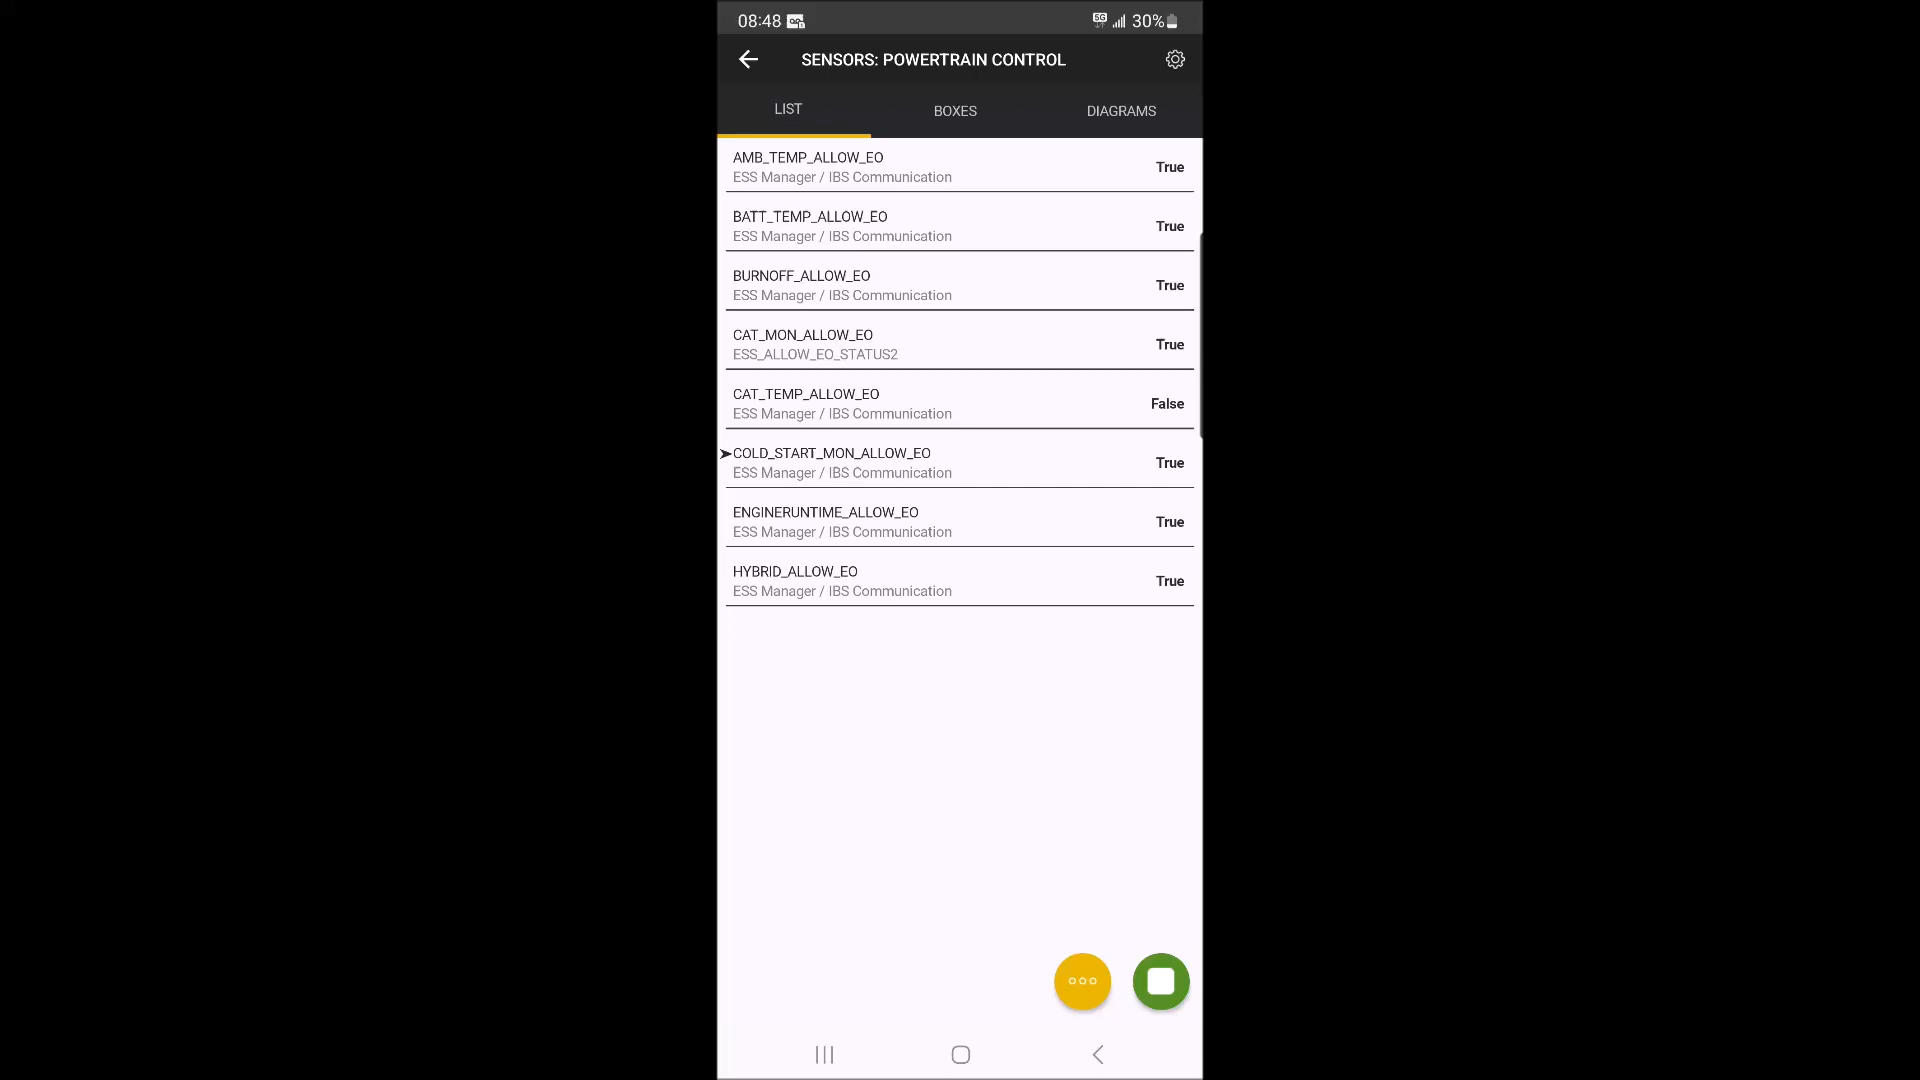 08:48
5G
30%
SENSORS: POWERTRAIN CONTROL
LIST
BOXES
DIAGRAMS
AMB_TEMP_ALLOW_EO
ESS Manager / IBS Communication
True
BATT_TEMP_ALLOW_EO
ESS Manager / IBS Communication
True
BURNOFF_ALLOW_EO
ESS Manager / IBS Communication
True
CAT_MON_ALLOW_EO
ESS_ALLOW_EO_STATUS2
True
CAT_TEMP_ALLOW_EO
ESS Manager / IBS Communication
False
COLD_START_MON_ALLOW_EO
ESS Manager / IBS Communication
True
ENGINERUNTIME_ALLOW_EO
ESS Manager / IBS Communication
True
HYBRID_ALLOW_EO
ESS Manager / IBS Communication
True